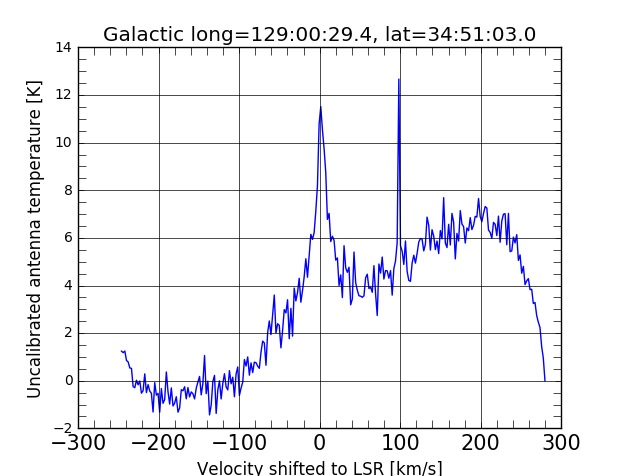 Galactic long=129:00:29.4, lat=34:51:03.0
Uncalibrated antenna temperature [K]
14
12
10
8
6
4
2
0
−2
−300 −200 −100 0 100 200 300
Velocity shifted to LSR [km/s]